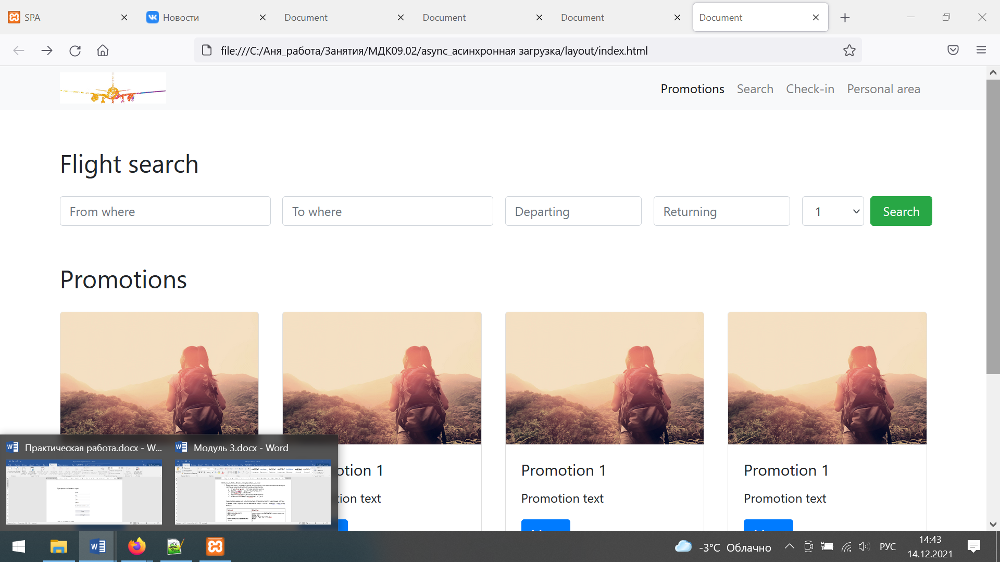 SPA
Новости
Document
Document
Document
Document
file:///C:/Аня_работа/Занятия/МДК09.02/async_асинхронная загрузка/layout/index.html
Promotions
Search
Check-in
Personal area
Flight search
From where
To where
Departing
Returning
1
Search
Promotions
Практическая работа.docx - W...
Модуль 3.docx - Word
otion 1
Promotion 1
Promotion 1
ion text
Promotion text
Promotion text
-3°C Облачно
РУС
14:43
14.12.2021